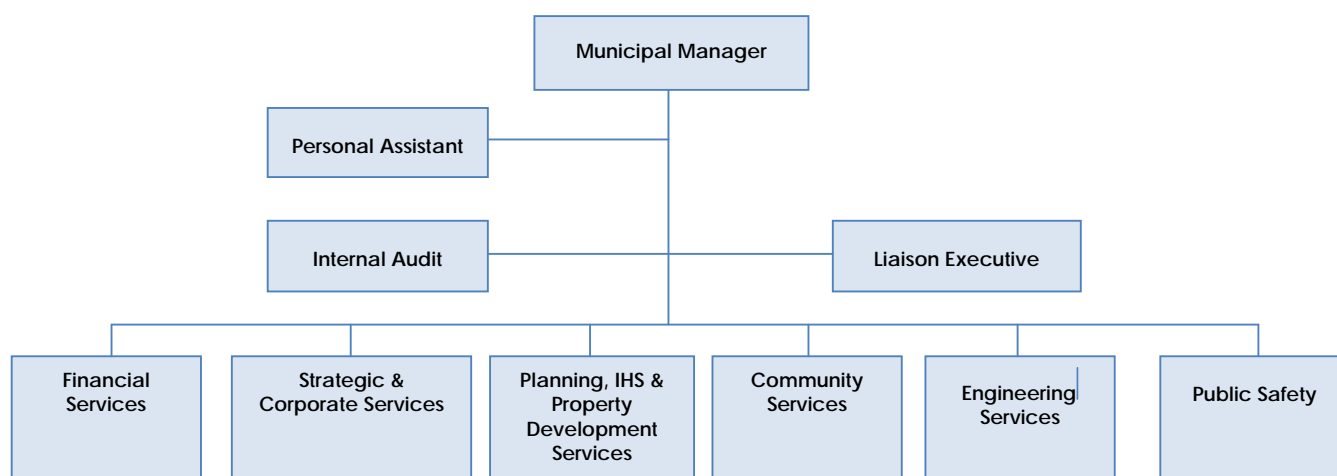 Municipal Manager
Personal Assistant
Internal Audit
Liaison Executive
Financial
Services
Strategic &
Corporate Services
Planning, IHS &
Property
Development
Services
Community
Services
Engineering
Services
Public Safety